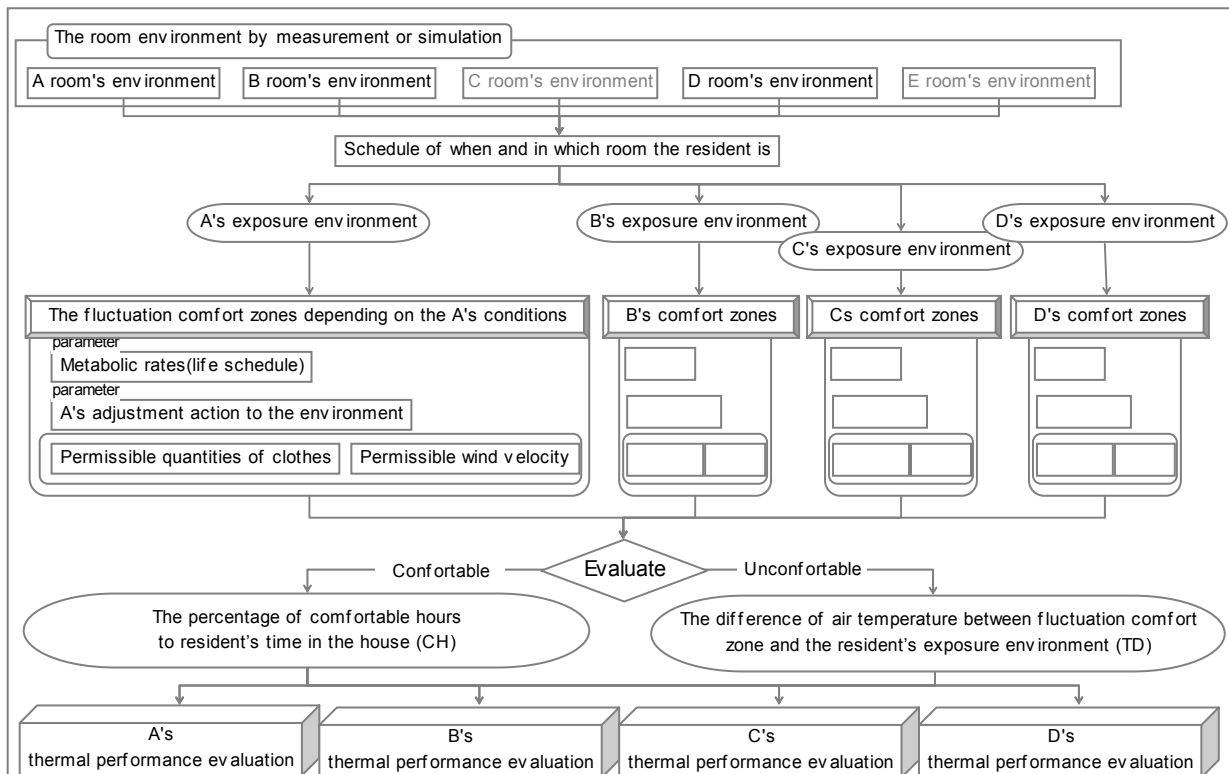 The room environment by measurement or simulation
A room's environment
B room's environment
C room's environment
D room's environment
E room's environment
Schedule of when and in which room the resident is
A's exposure environment
B's exposure environment
C's exposure environment
D's exposure environment
The fluctuation comfort zones depending on the A's conditions
B's comfort zones
Cs comfort zones
D's comfort zones
parameter
Metabolic rates(life schedule)
parameter
A's adjustment action to the environment
Permissible quantities of clothes
Permissible wind velocity
Evaluate
Confortable
Unconfortable
The percentage of comfortable hours
to resident’s time in the house (CH)
The difference of air temperature between fluctuation comfort
zone and the resident’s exposure environment (TD)
A's
thermal performance evaluation
B's
thermal performance evaluation
C's
thermal performance evaluation
D's
thermal performance evaluation